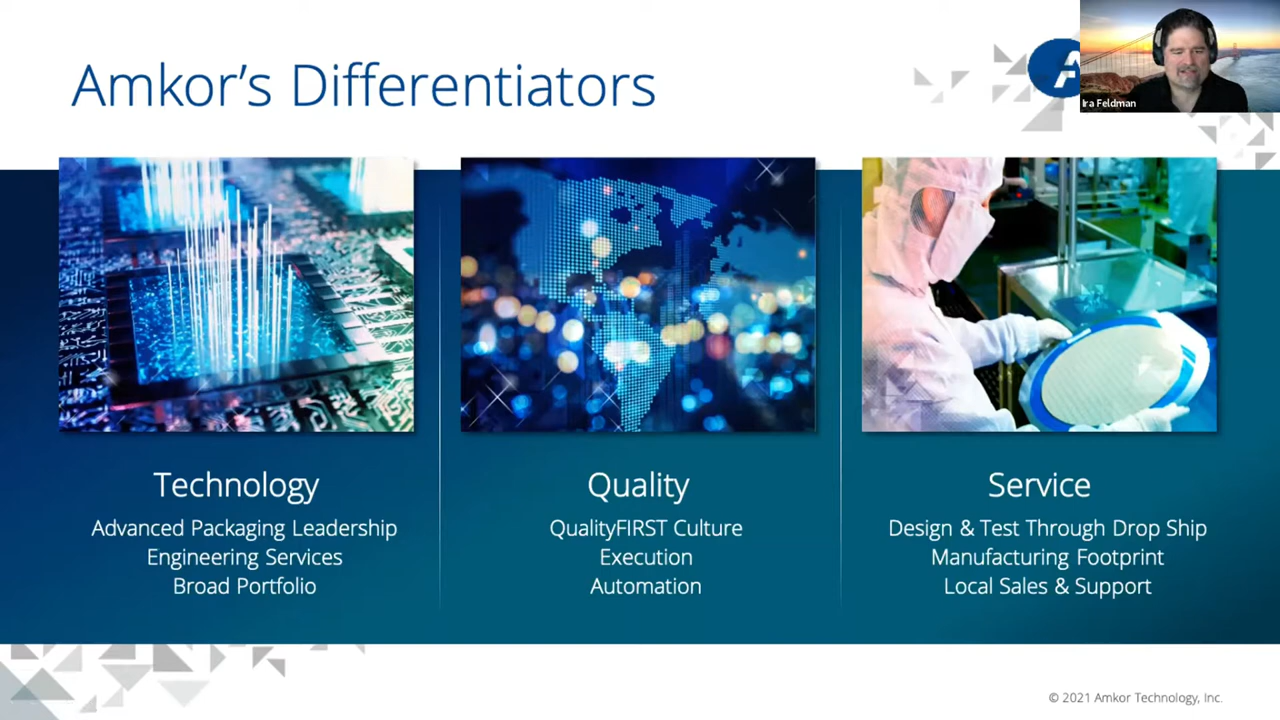 Amkor's Differentiators
Ira Feldman
Technology
Advanced Packaging Leadership
Engineering Services
Broad Portfolio
Quality
QualityFIRST Culture
Execution
Automation
Service
Design & Test Through Drop Ship
Manufacturing Footprint
Local Sales & Support
© 2021 Amkor Technology, Inc.